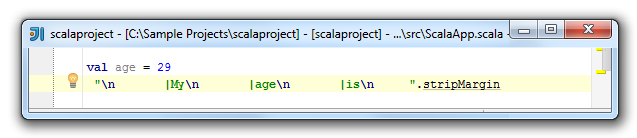 scalaproject - [C:\Sample Projects\scalaproject] - [scalaproject] - ...\src\ScalaApp.scala -
val age = 29
"\n       |My\n       |age\n       |is\n     ".stripMargin